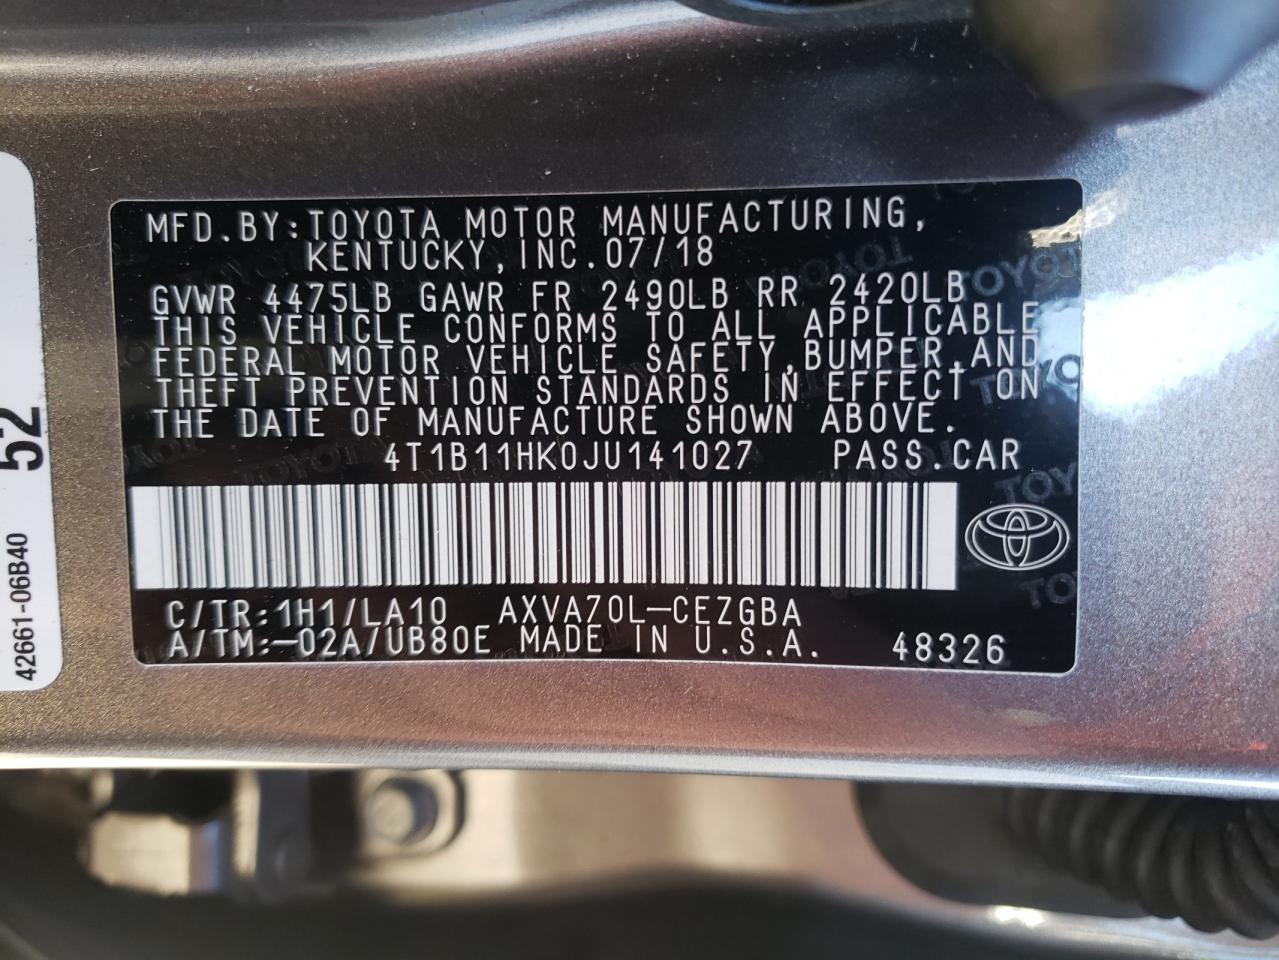 MFD.BY:TOYOTA MOTOR MANUFACTURING,
KENTUCKY,INC.07/18
GVWR 4475LB GAWR FR 2490LB RR 2420LB
THIS VEHICLE CONFORMS TO ALL APPLICABLE
FEDERAL MOTOR VEHICLE SAFETY,BUMPER,AND
THEFT PREVENTION STANDARDS IN EFFECT ON
THE DATE OF MANUFACTURE SHOWN ABOVE.
4T1B11HK0JU141027 PASS.CAR
C/TR:1H1/LA10 AXVA70L-CEZGBA
A/TM:-02A/UB80E MADE IN U.S.A. 48326
52
42661-06B40